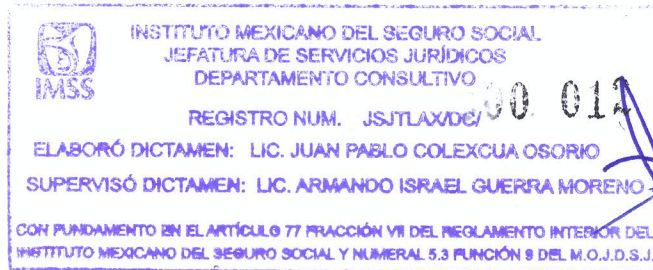 INSTITUTO MEXICANO DEL SEGURO SOCIAL
JEFATURA DE SERVICIOS JURÍDICOS
DEPARTAMENTO CONSULTIVO
IMSS
REGISTRO NUM. JSJTLAX/DC/ 00 012
ELABORÓ DICTAMEN: LIC. JUAN PABLO COLEXCUA OSORIO
SUPERVISÓ DICTAMEN: LIC. ARMANDO ISRAEL GUERRA MORENO
CON FUNDAMENTO EN EL ARTÍCULO 77 FRACCIÓN VII DEL REGLAMENTO INTERIOR DEL
INSTITUTO MEXICANO DEL SEGURO SOCIAL Y NUMERAL 5.3 FUNCIÓN 9 DEL M.O.J.D.S.J.